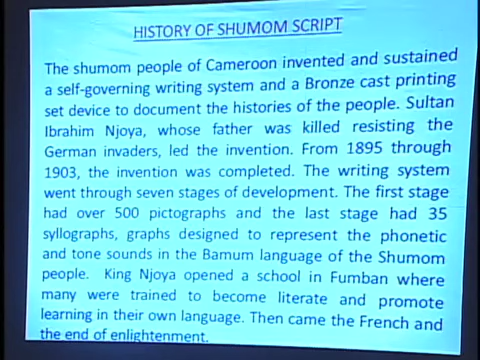 HISTORY OF SHUMOM SCRIPT
The shumom people of Cameroon invented and sustained
a self-governing writing system and a Bronze cast printing
set device to document the histories of the people. Sultan
Ibrahim Njoya, whose father was killed resisting the
German invaders, led the invention. From 1895 through
1903, the invention was completed. The writing system
went through seven stages of development. The first stage
had over 500 pictographs and the last stage had 35
syllographs, graphs designed to represent the phonetic
and tone sounds in the Bamum language of the Shumom
people. King Njoya opened a school in Fumban where
many were trained to become literate and promote
learning in their own language. Then came the French and
the end of enlightenment.